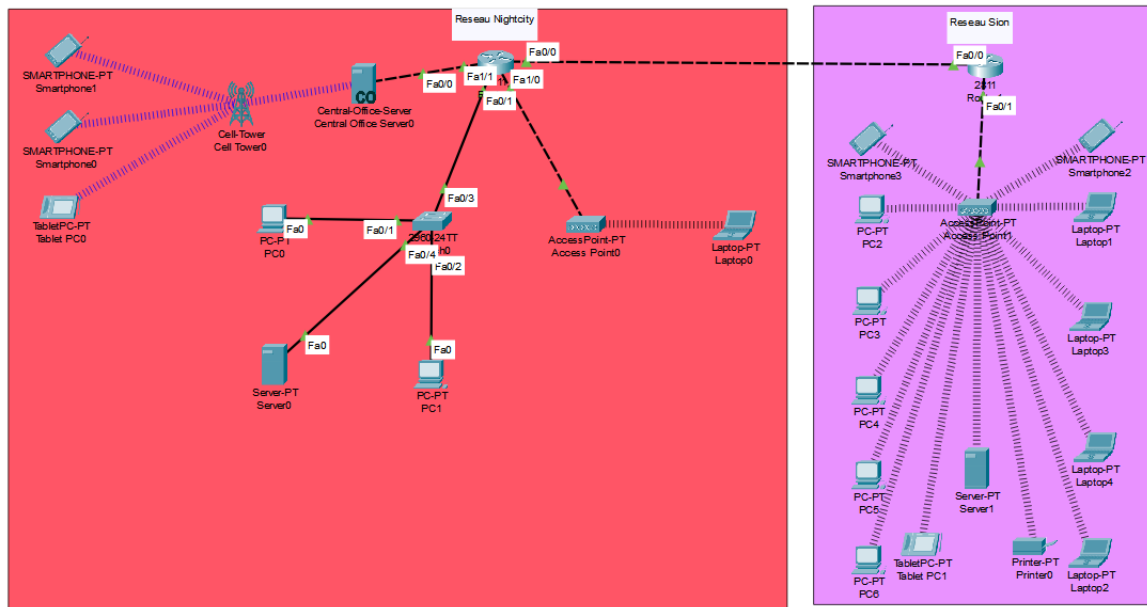 Reseau Nightcity
Fa0/0
Fa1/1
Fa1/0
Fa0/1
Fa0/0
SMARTPHONE-PT
Smartphone1
SMARTPHONE-PT
Smartphone0
TabletPC-PT
Tablet PC0
Cell-Tower
Cell Tower0
CO
Central-Office-Server
Central Office Server0
Fa0/3
Fa0/1
Fa0/4
Fa0/2
PC-PT
PC0
Fa0
AccessPoint-PT
Access Point0
Laptop-PT
Laptop0
Fa0
Server-PT
Server0
Fa0
PC-PT
PC1
Reseau Sion
Fa0/0
Fa0/1
SMARTPHONE-PT
Smartphone3
SMARTPHONE-PT
Smartphone2
PC-PT
PC2
AccessPoint-PT
Access Point1
Laptop-PT
Laptop1
PC-PT
PC3
Laptop-PT
Laptop3
PC-PT
PC4
Laptop-PT
Laptop4
PC-PT
PC5
Server-PT
Server1
PC-PT
PC6
TabletPC-PT
Tablet PC1
Printer-PT
Printer0
Laptop-PT
Laptop2